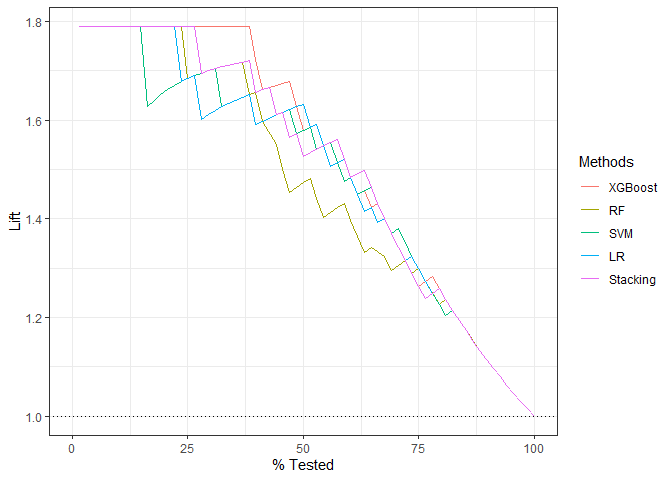 1.8
1.6
1.4
1.2
1.0
Lift
0
25
50
75
100
% Tested
Methods
XGBoost
RF
SVM
LR
Stacking